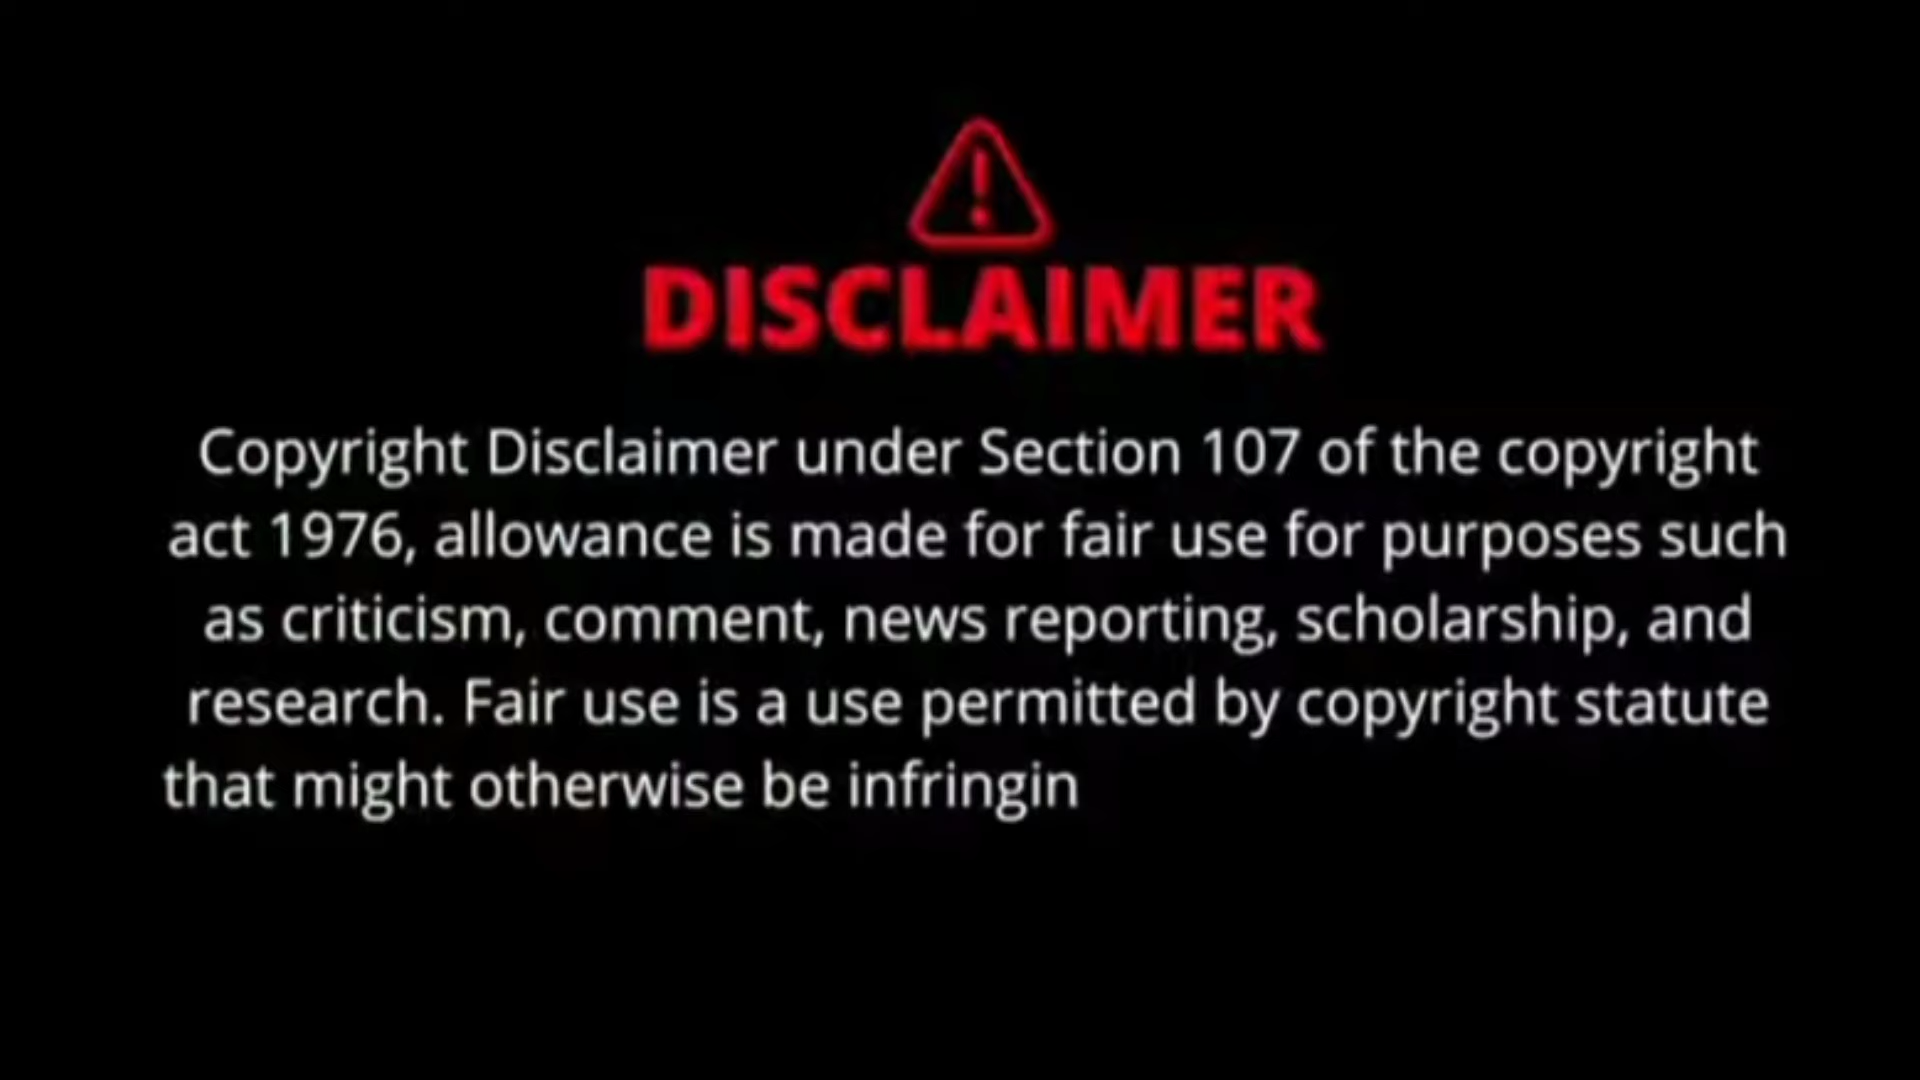 DISCLAIMER
Copyright Disclaimer under Section 107 of the copyright
act 1976, allowance is made for fair use for purposes such
as criticism, comment, news reporting, scholarship, and
research. Fair use is a use permitted by copyright statute
that might otherwise be infringin